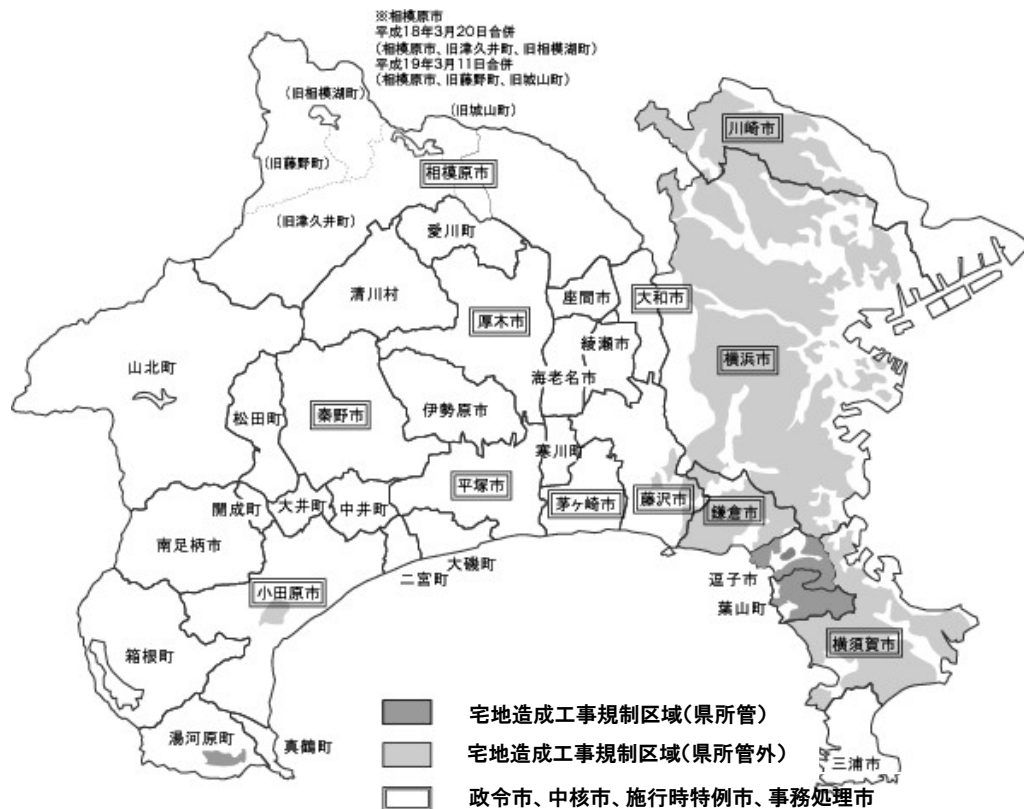 ※相模原市
平成18年3月20日合併
(相模原市、旧津久井町、旧相模湖町)
平成19年3月11日合併
(相模原市、旧藤野町、旧城山町)
(旧相模湖町)
(旧城山町)
川崎市
(旧藤野町)
相模原市
(旧津久井町)
愛川町
清川村
座間市
大和市
厚木市
綾瀬市
横浜市
山北町
海老名市
松田町
秦野市
伊勢原市
寒川町
平塚市
開成町
大井町
中井町
茅ヶ崎市
藤沢市
鎌倉市
南足柄市
大磯町
二宮町
逗子市
小田原市
葉山町
横須賀市
箱根町
湯河原町
真鶴町
三浦市
宅地造成工事規制区域(県所管)
宅地造成工事規制区域(県所管外)
政令市、中核市、施行時特例市、事務処理市